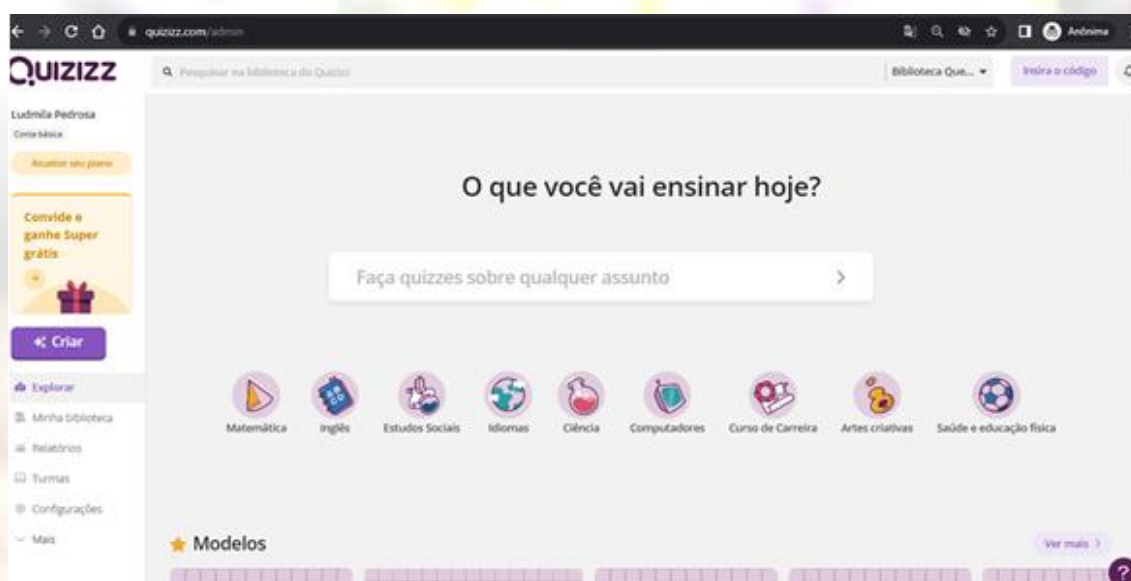 quizizz.com/admin
Anônima
QUIZIZZ
Pesquisar na biblioteca do Quizizz
Biblioteca Que...
Insira o código
Ludmila Pedrosa
Conta básica
Atualize seu plano
O que você vai ensinar hoje?
Convide e
ganhe Super
grátis
Faça quizzes sobre qualquer assunto
Criar
Explorar
Minha biblioteca
Relatórios
Turmas
Configurações
Mais
Matemática
Inglês
Estudos Sociais
Idiomas
Ciência
Computadores
Curso de Carreira
Artes criativas
Saúde e educação física
Modelos
Ver mais
?